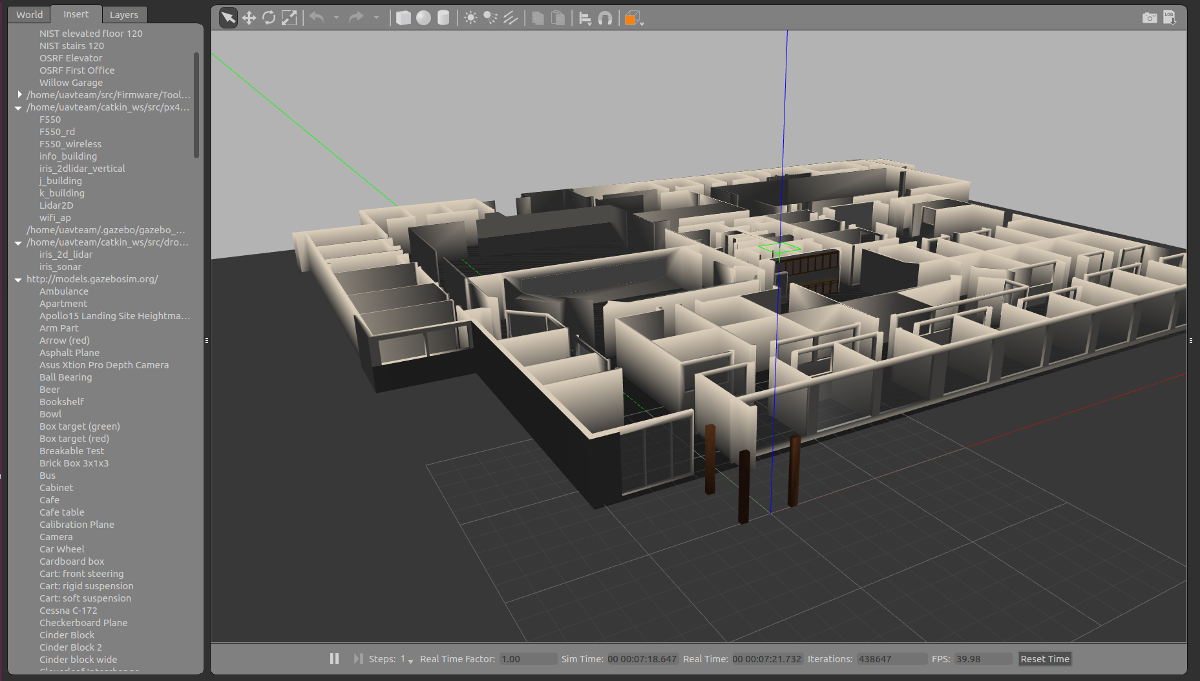 World Insert Layers
NIST elevated floor 120
NIST stairs 120
OSRF Elevator
OSRF First Office
Willow Garage
/home/uavteam/src/Firmware/Tool...
/home/uavteam/catkin_ws/src/px4...
F550
F550_rd
F550_wireless
info_building
iris_2dlidar_vertical
j_building
k_building
Lidar2D
wifi_ap
/home/uavteam/.gazebo/gazebo_...
/home/uavteam/catkin_ws/src/dro...
iris_2d_lidar
iris_sonar
http://models.gazebosim.org/
Ambulance
Apartment
Apollo15 Landing Site Heightma...
Arm Part
Arrow (red)
Asphalt Plane
Asus Xtion Pro Depth Camera
Ball Bearing
Beer
Bookshelf
Bowl
Box target (green)
Box target (red)
Breakable Test
Brick Box 3x1x3
Bus
Cabinet
Cafe
Cafe table
Calibration Plane
Camera
Car Wheel
Cardboard box
Cart: front steering
Cart: rigid suspension
Cart: soft suspension
Cessna C-172
Checkerboard Plane
Cinder Block
Cinder Block 2
Cinder block wide
Steps: 1 Real Time Factor: 1.00 Sim Time: 00 00:07:18.647 Real Time: 00 00:07:21.732 Iterations: 438647 FPS: 39.98 Reset Time